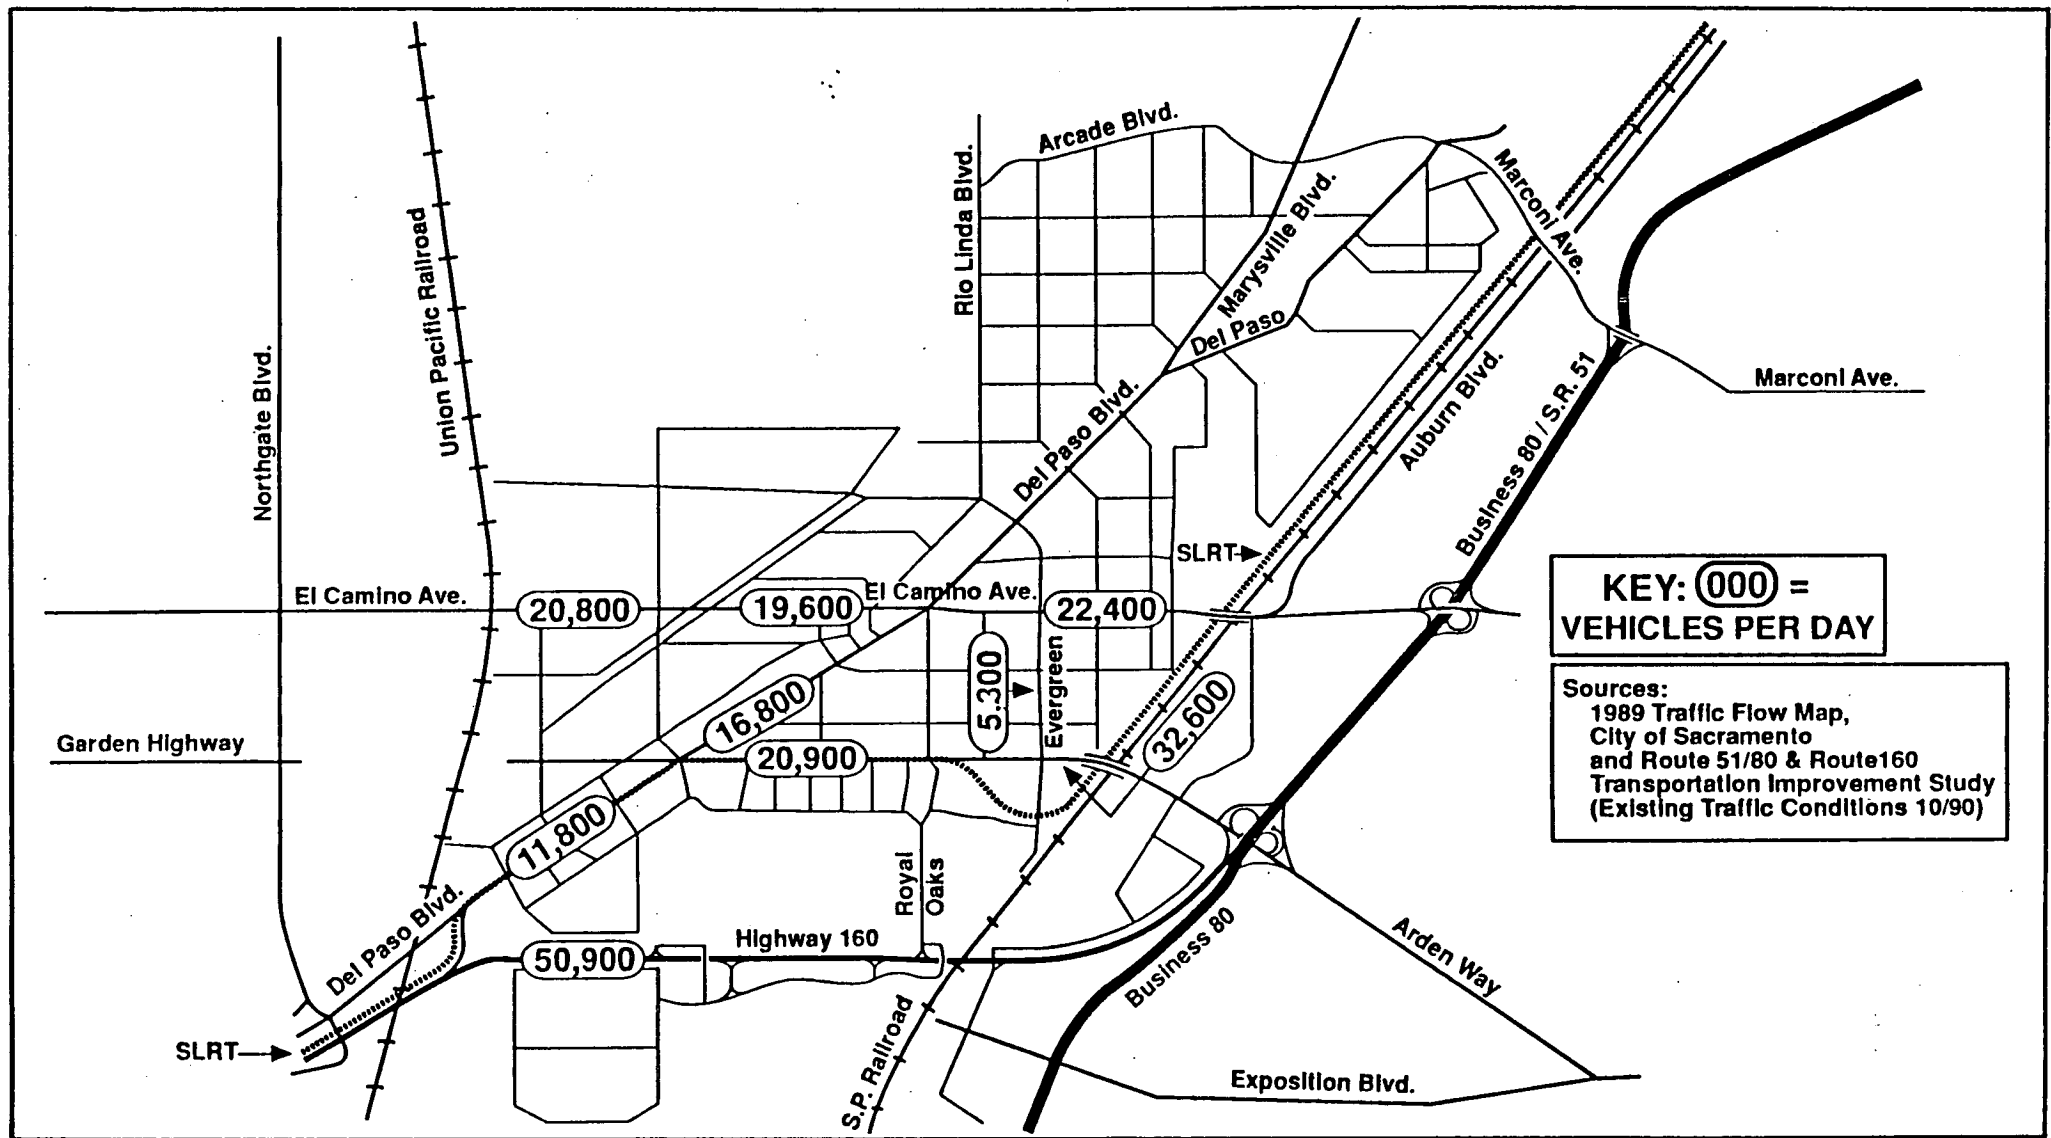 Arcade Blvd.
Rio Linda Blvd.
Marysville Blvd.
Marconi Ave.
Union Pacific Railroad
Northgate Blvd.
Del Paso
Del Paso Blvd.
Auburn Blvd.
Marconi Ave.
Business 80 / S.R. 51
SLRT
El Camino Ave.
20,800
19,600
El Camino Ave.
22,400
KEY: 000 =
VEHICLES PER DAY
5,300
Evergreen
16,800
32,600
Sources:
1989 Traffic Flow Map,
City of Sacramento
and Route 51/80 & Route160
Transportation Improvement Study
(Existing Traffic Conditions 10/90)
Garden Highway
20,900
11,800
Royal
Oaks
Del Paso Blvd.
Highway 160
50,900
Business 80
Arden Way
SLRT
S.P. Railroad
Exposition Blvd.